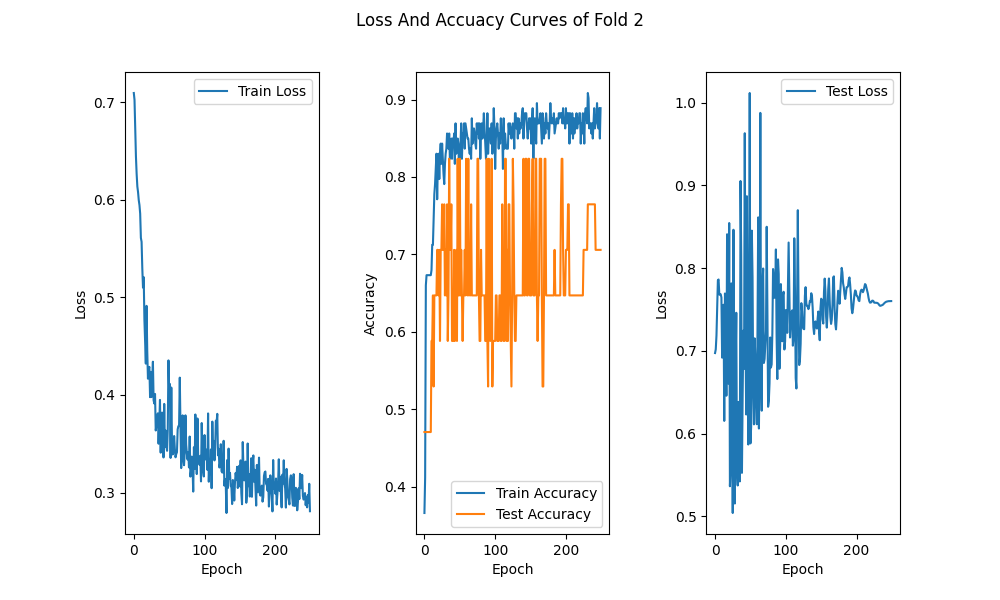 Loss And Accuacy Curves of Fold 2
Train Loss
0.7
0.6
0.5
0.4
0.3
Loss
0
100
200
Epoch
0.9
0.8
0.7
0.6
0.5
0.4
Accuracy
Train Accuracy
Test Accuracy
0
100
200
Epoch
Test Loss
1.0
0.9
0.8
0.7
0.6
0.5
Loss
0
100
200
Epoch